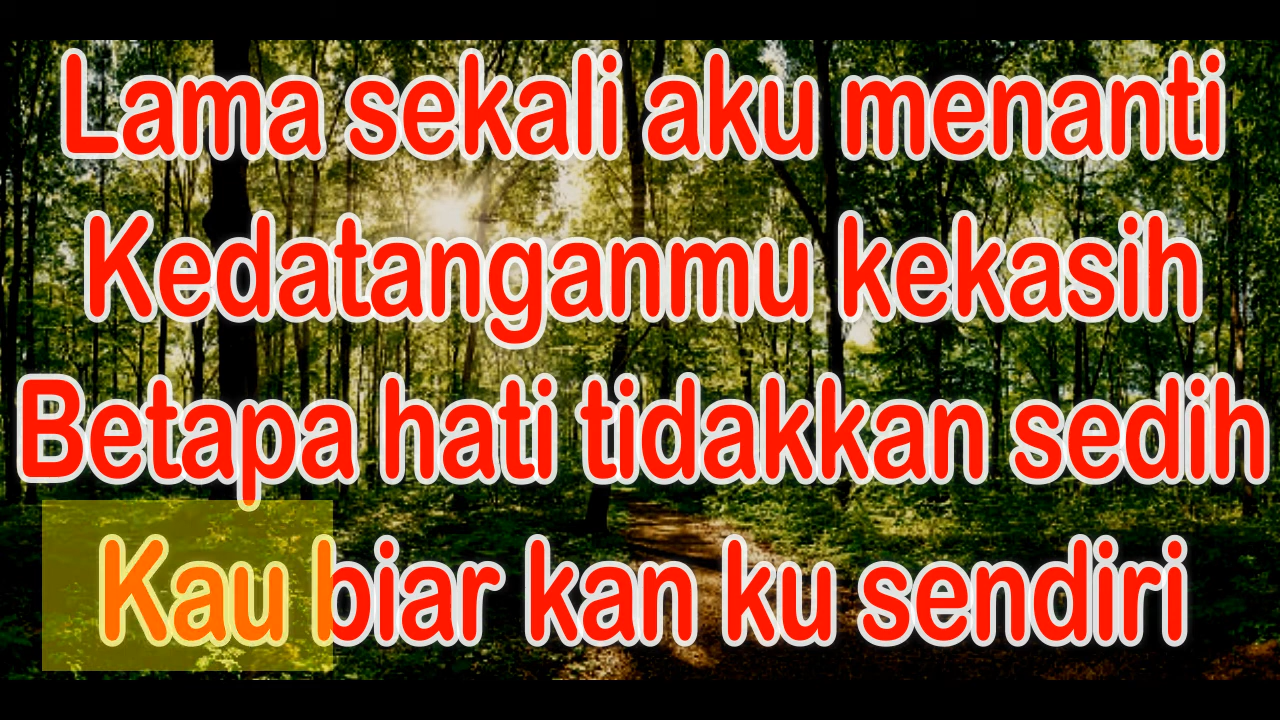 Lama sekali aku menanti
Kedatanganmu kekasih
Betapa hati tidakkan sedih
Kau biar kan ku sendiri